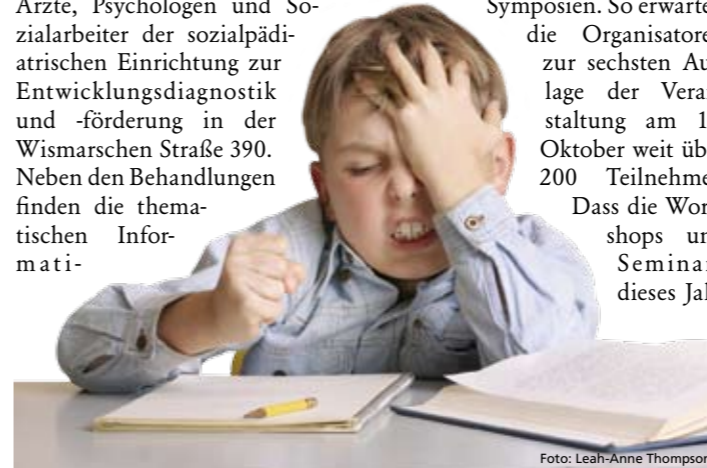 Ärzte, Psychologen und So-
zialarbeiter der sozialpädi-
atrischen Einrichtung zur
Entwicklungsdiagnostik
und -förderung in der
Wismarschen Straße 390.
Neben den Behandlungen
finden die thema-
tischen Infor-
mati-
Symposien. So erwarte
die Organisatore
zur sechsten Au
lage der Vera
staltung am 1
Oktober weit üb
200 Teilnehme
Dass die Wor
shops un
Semina
dieses Jah
Foto: Leah-Anne Thompson